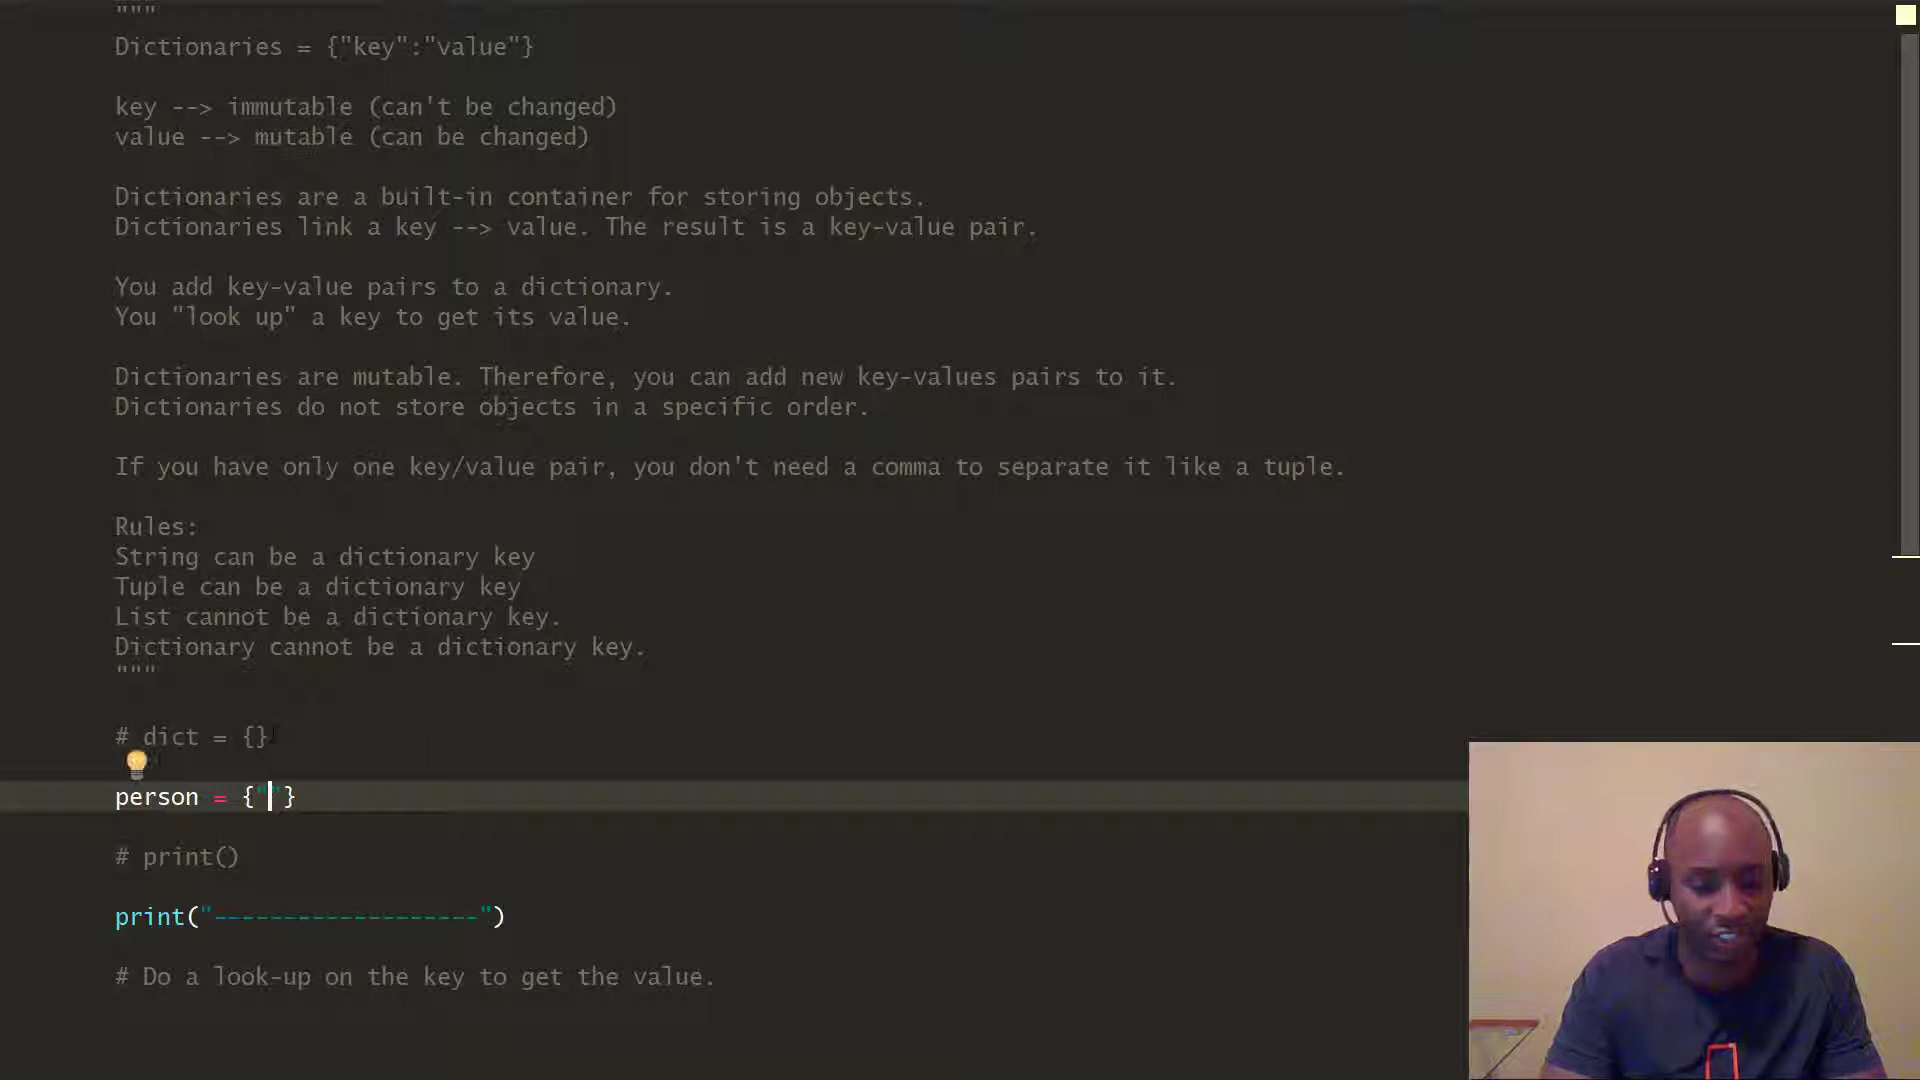 """
Dictionaries = {"key":"value"}
key --> immutable (can't be changed)
value --> mutable (can be changed)
Dictionaries are a built-in container for storing objects.
Dictionaries link a key --> value. The result is a key-value pair.
You add key-value pairs to a dictionary.
You "look up" a key to get its value.
Dictionaries are mutable. Therefore, you can add new key-values pairs to it.
Dictionaries do not store objects in a specific order.
If you have only one key/value pair, you don't need a comma to separate it like a tuple.
Rules:
String can be a dictionary key
Tuple can be a dictionary key
List cannot be a dictionary key.
Dictionary cannot be a dictionary key.
"""
# dict = {}
person = {""}
# print()
print("-------------------")
# Do a look-up on the key to get the value.